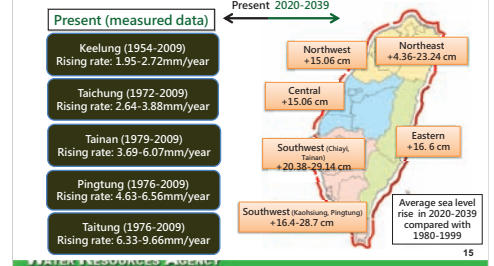 Present 2020-2039
Present (measured data)
Keelung (1954-2009)
Rising rate: 1.95-2.72mm/year
Taichung (1972-2009)
Rising rate: 2.64-3.88mm/year
Tainan (1979-2009)
Rising rate: 3.69-6.07mm/year
Pingtung (1976-2009)
Rising rate: 4.63-6.56mm/year
Taitung (1976-2009)
Rising rate: 6.33-9.66mm/year
Northwest
+15.06 cm
Northeast
+4.36-23.24 cm
Central
+15.06 cm
Eastern
+16. 6 cm
Southwest (Chiayi,
Tainan)
+20.38-29.14 cm
Southwest (Kaohsiung, Pingtung)
+16.4-28.7 cm
Average sea level
rise in 2020-2039
compared with
1980-1999
15
WATER RESOURCES AGENCY